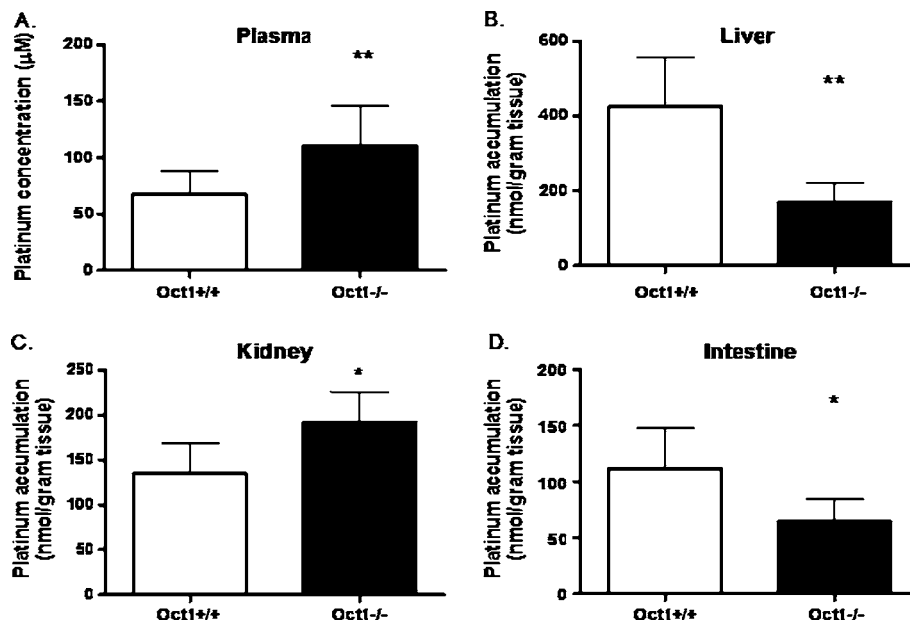 A.
Plasma
Platinum concentration (μM)
200
150
100
50
0
**
Oct1+/+
Oct1-/-
B.
Liver
Platinum accumulation
(nmol/gram tissue)
600
400
200
0
**
Oct1+/+
Oct1-/-
C.
Kidney
Platinum accumulation
(nmol/gram tissue)
250
200
150
100
50
0
*
Oct1+/+
Oct1-/-
D.
Intestine
Platinum accumulation
(nmol/gram tissue)
200
150
100
50
0
*
Oct1+/+
Oct1-/-